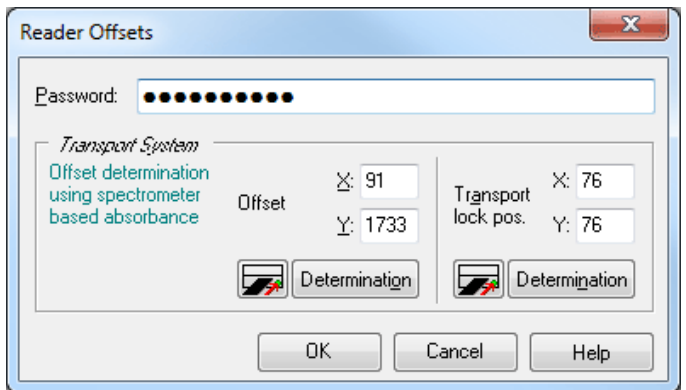 Reader Offsets
Password: ●●●●●●●●●●
Transport System
Offset determination
using spectrometer
based absorbance
Offset
X: 91
Y: 1733
Determination
Transport
lock pos.
X: 76
Y: 76
Determination
OK Cancel Help